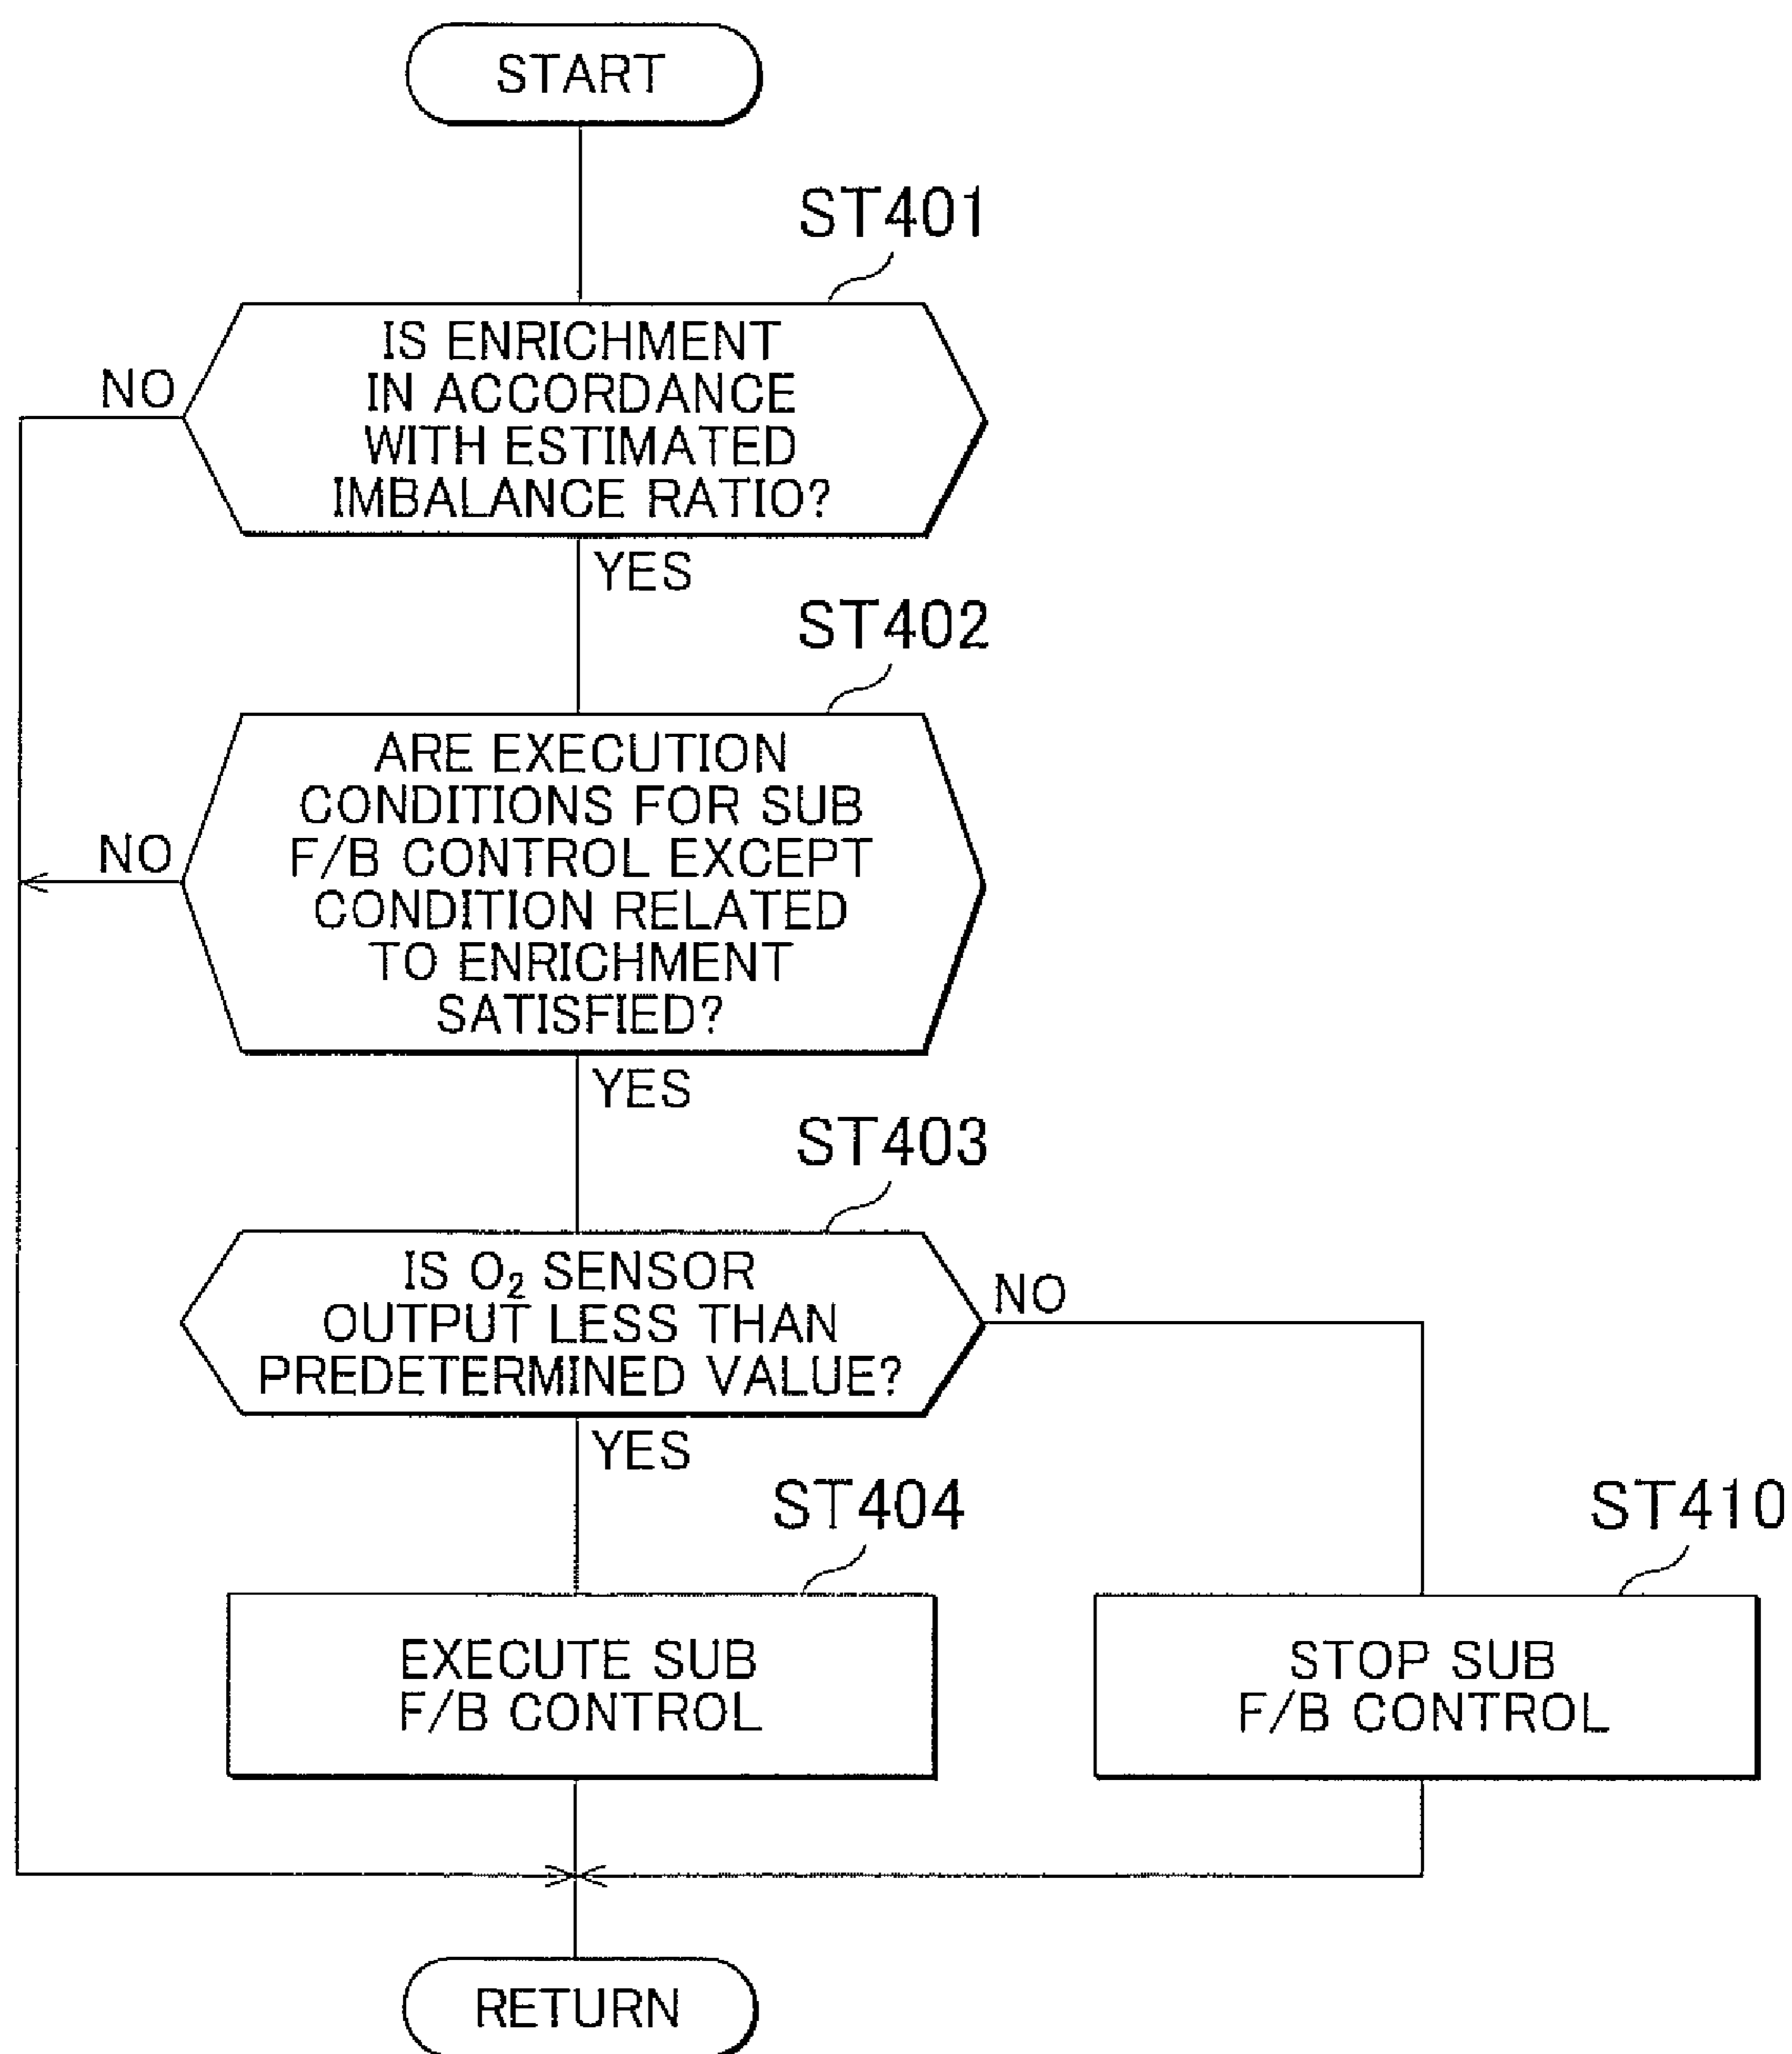 START
ST401
IS ENRICHMENT
IN ACCORDANCE
WITH ESTIMATED
IMBALANCE RATIO?
NO
YES
ST402
ARE EXECUTION
CONDITIONS FOR SUB
F/B CONTROL EXCEPT
CONDITION RELATED
TO ENRICHMENT
SATISFIED?
NO
YES
ST403
IS O₂ SENSOR
OUTPUT LESS THAN
PREDETERMINED VALUE?
NO
YES
ST404
EXECUTE SUB
F/B CONTROL
ST410
STOP SUB
F/B CONTROL
RETURN